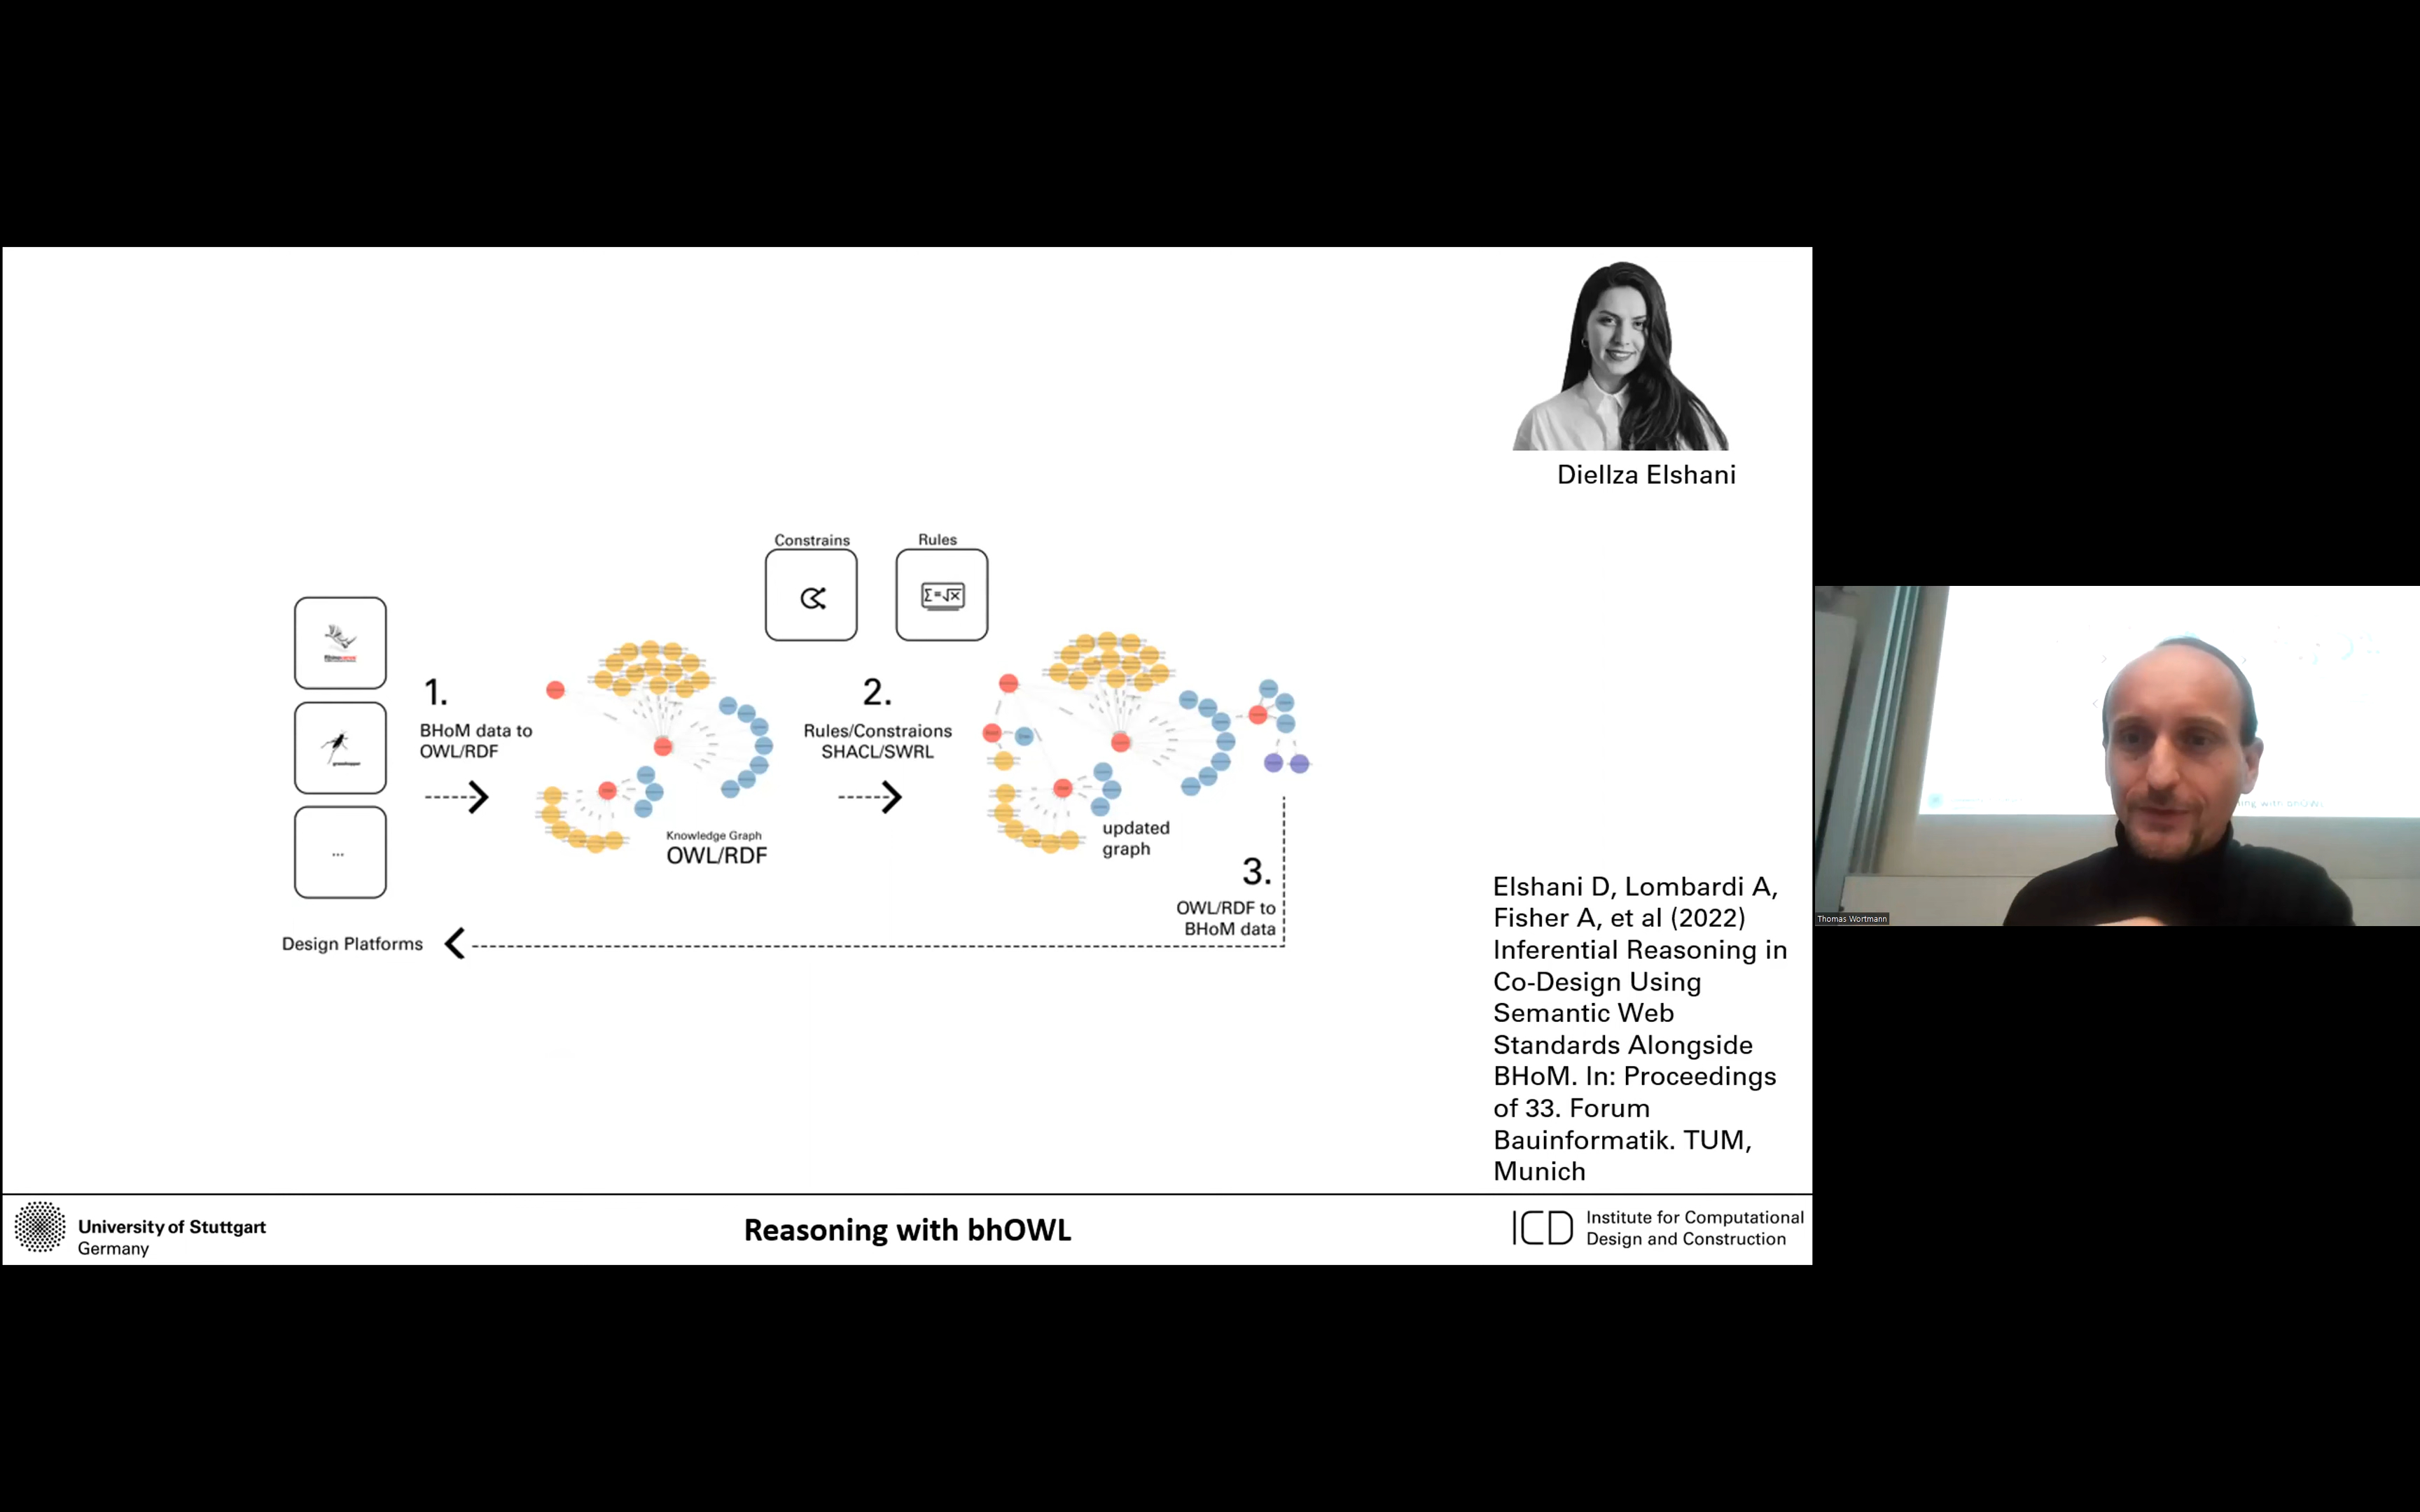 Diellza Elshani
Constrains
Rules
Σ=√x
1.
BHoM data to
OWL/RDF
2.
Rules/Constraions
SHACL/SWRL
Knowledge Graph
OWL/RDF
updated
graph
3.
OWL/RDF to
BHoM data
...
Design Platforms
Elshani D, Lombardi A,
Fisher A, et al (2022)
Inferential Reasoning in
Co-Design Using
Semantic Web
Standards Alongside
BHoM. In: Proceedings
of 33. Forum
Bauinformatik. TUM,
Munich
Thomas Wortmann
University of Stuttgart
Germany
Reasoning with bhOWL
ICD
Institute for Computational
Design and Construction